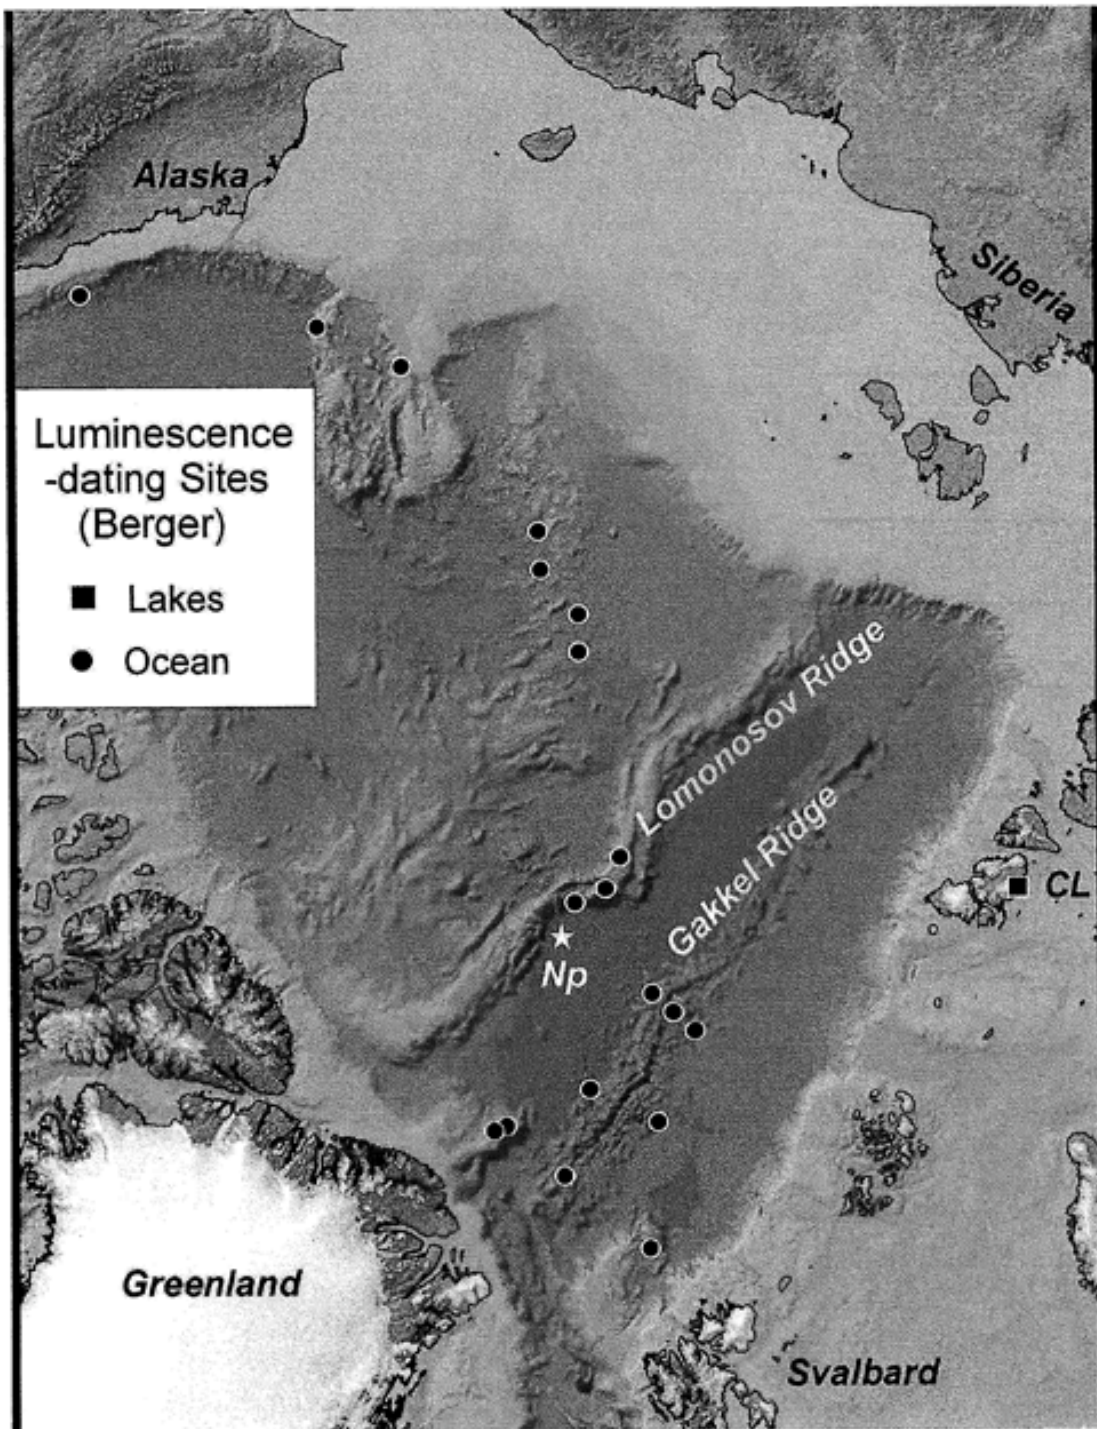 Alaska
Siberia
Luminescence
-dating Sites
(Berger)
Lakes
Ocean
Lomonosov Ridge
Gakkel Ridge
CL
Np
Greenland
Svalbard